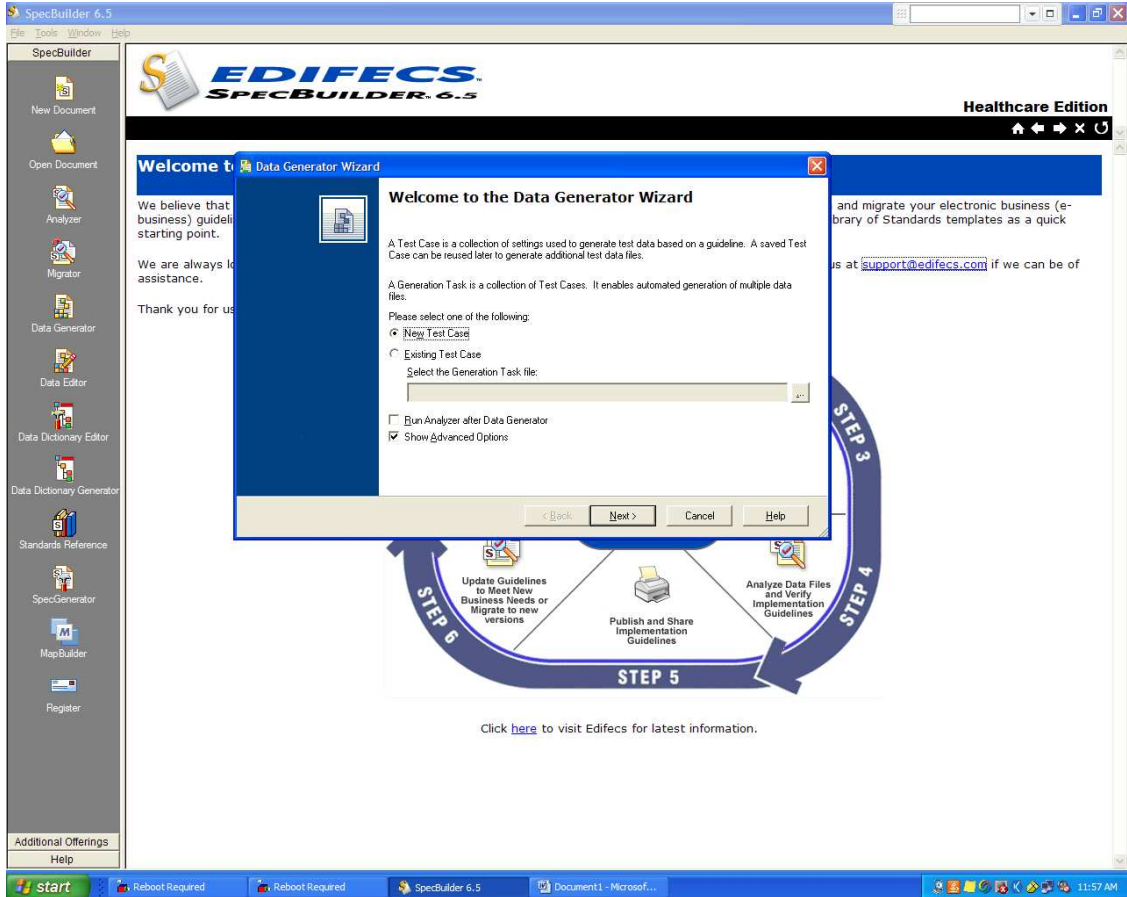 SpecBuilder 6.5
File Tools Window Help
SpecBuilder
New Document
Open Document
Analyzer
Migrator
Data Generator
Data Editor
Data Dictionary Editor
Data Dictionary Generator
Standards Reference
SpecGenerator
MapBuilder
Register
Additional Offerings
Help
EDIFECS
SPECBUILDER 6.5
Healthcare Edition
Welcome t
We believe that
business) guideli
starting point.
We are always lo
assistance.
Thank you for us
and migrate your electronic business (e-
brary of Standards templates as a quick
us at support@edifecs.com if we can be of
Data Generator Wizard
Welcome to the Data Generator Wizard
A Test Case is a collection of settings used to generate test data based on a guideline. A saved Test
Case can be reused later to generate additional test data files.
A Generation Task is a collection of Test Cases. It enables automated generation of multiple data
files.
Please select one of the following:
New Test Case
Existing Test Case
Select the Generation Task file:
...
Run Analyzer after Data Generator
Show Advanced Options
< Back Next > Cancel Help
STEP 3
STEP 4
Analyze Data Files
and Verify
Implementation
Guidelines
STEP 5
Publish and Share
Implementation
Guidelines
STEP 6
Update Guidelines
to Meet New
Business Needs or
Migrate to new
versions
Click here to visit Edifecs for latest information.
start
Reboot Required
Reboot Required
SpecBuilder 6.5
Document1 - Microsof...
11:57 AM